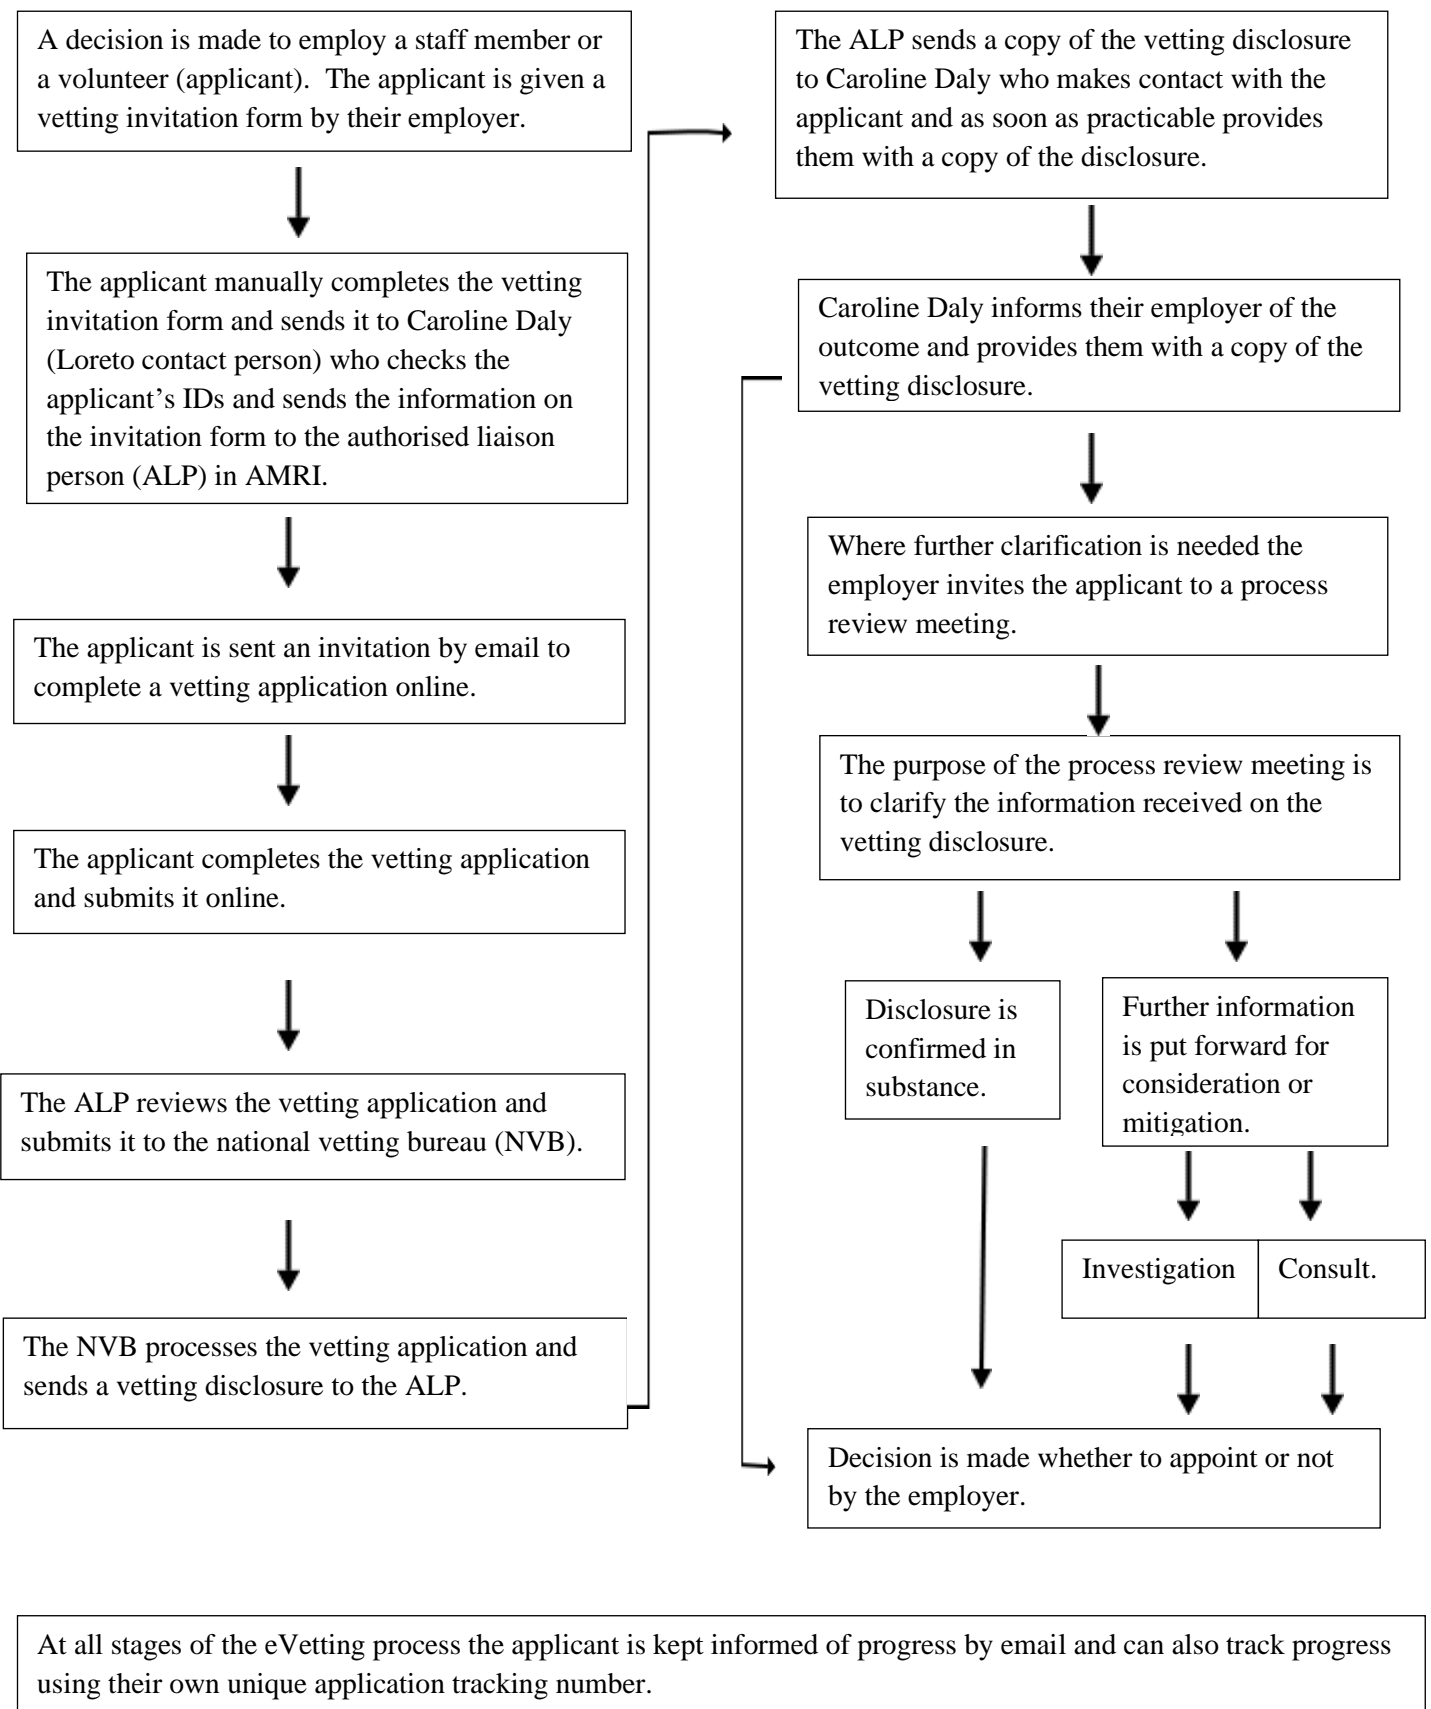 A decision is made to employ a staff member or
a volunteer (applicant). The applicant is given a
vetting invitation form by their employer.
The applicant manually completes the vetting
invitation form and sends it to Caroline Daly
(Loreto contact person) who checks the
applicant’s IDs and sends the information on
the invitation form to the authorised liaison
person (ALP) in AMRI.
The applicant is sent an invitation by email to
complete a vetting application online.
The applicant completes the vetting application
and submits it online.
The ALP reviews the vetting application and
submits it to the national vetting bureau (NVB).
The NVB processes the vetting application and
sends a vetting disclosure to the ALP.
The ALP sends a copy of the vetting disclosure
to Caroline Daly who makes contact with the
applicant and as soon as practicable provides
them with a copy of the disclosure.
Caroline Daly informs their employer of the
outcome and provides them with a copy of the
vetting disclosure.
Where further clarification is needed the
employer invites the applicant to a process
review meeting.
The purpose of the process review meeting is
to clarify the information received on the
vetting disclosure.
Disclosure is
confirmed in
substance.
Further information
is put forward for
consideration or
mitigation.
Investigation
Consult.
Decision is made whether to appoint or not
by the employer.
At all stages of the eVetting process the applicant is kept informed of progress by email and can also track progress
using their own unique application tracking number.